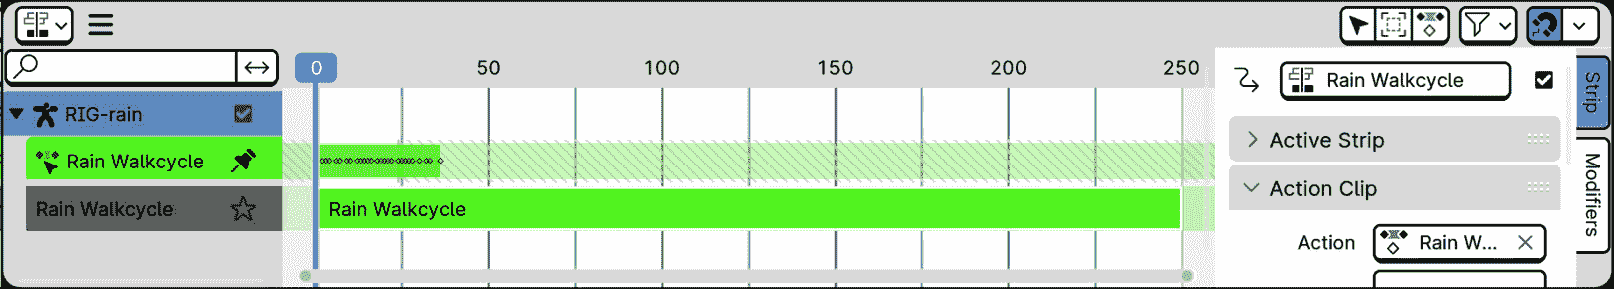 0 50 100 150 200 250
Rain Walkcycle
Strip
RIG-rain
Active Strip
Rain Walkcycle
Action Clip
Modifiers
Rain Walkcycle
Rain Walkcycle
Action Rain W...